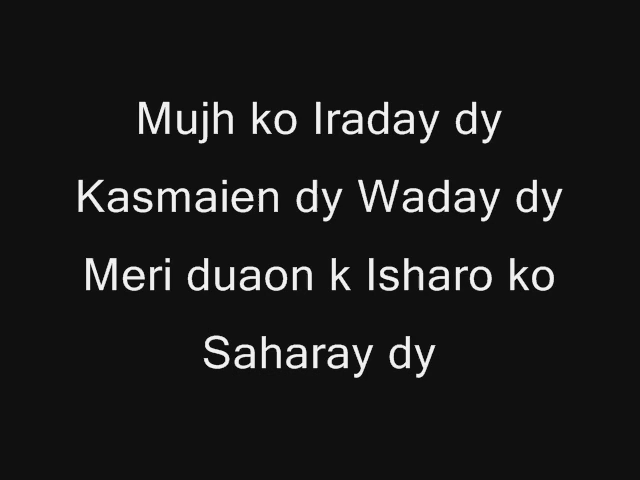 Mujh ko Iraday dy
Kasmaien dy Waday dy
Meri duaon k Isharo ko
Saharay dy